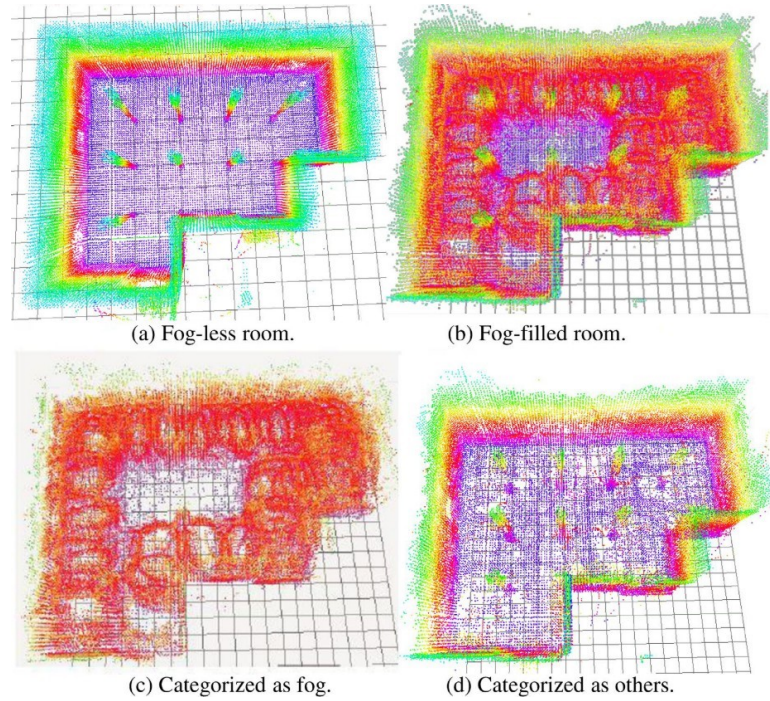 (a) Fog-less room.
(b) Fog-filled room.
(c) Categorized as fog.
(d) Categorized as others.